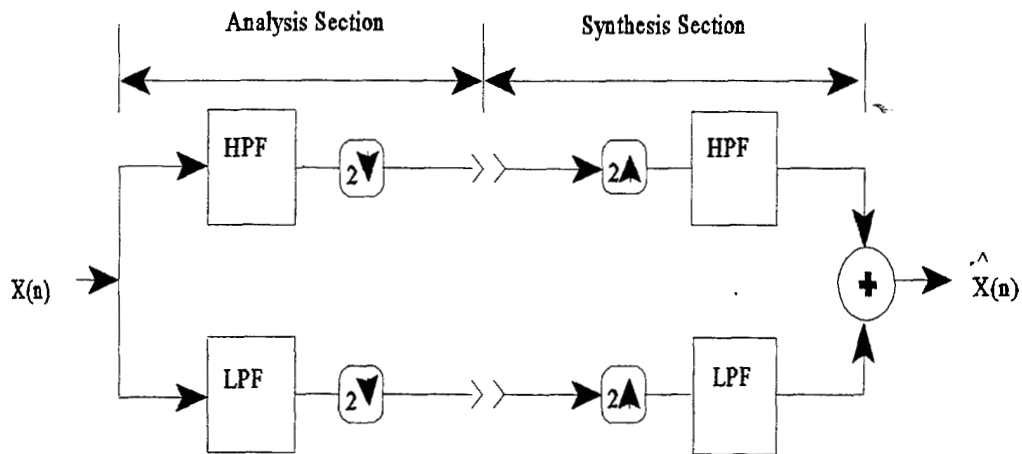 Analysis Section
Synthesis Section
HPF
2
2
HPF
X(n)
+
^
X(n)
LPF
2
2
LPF